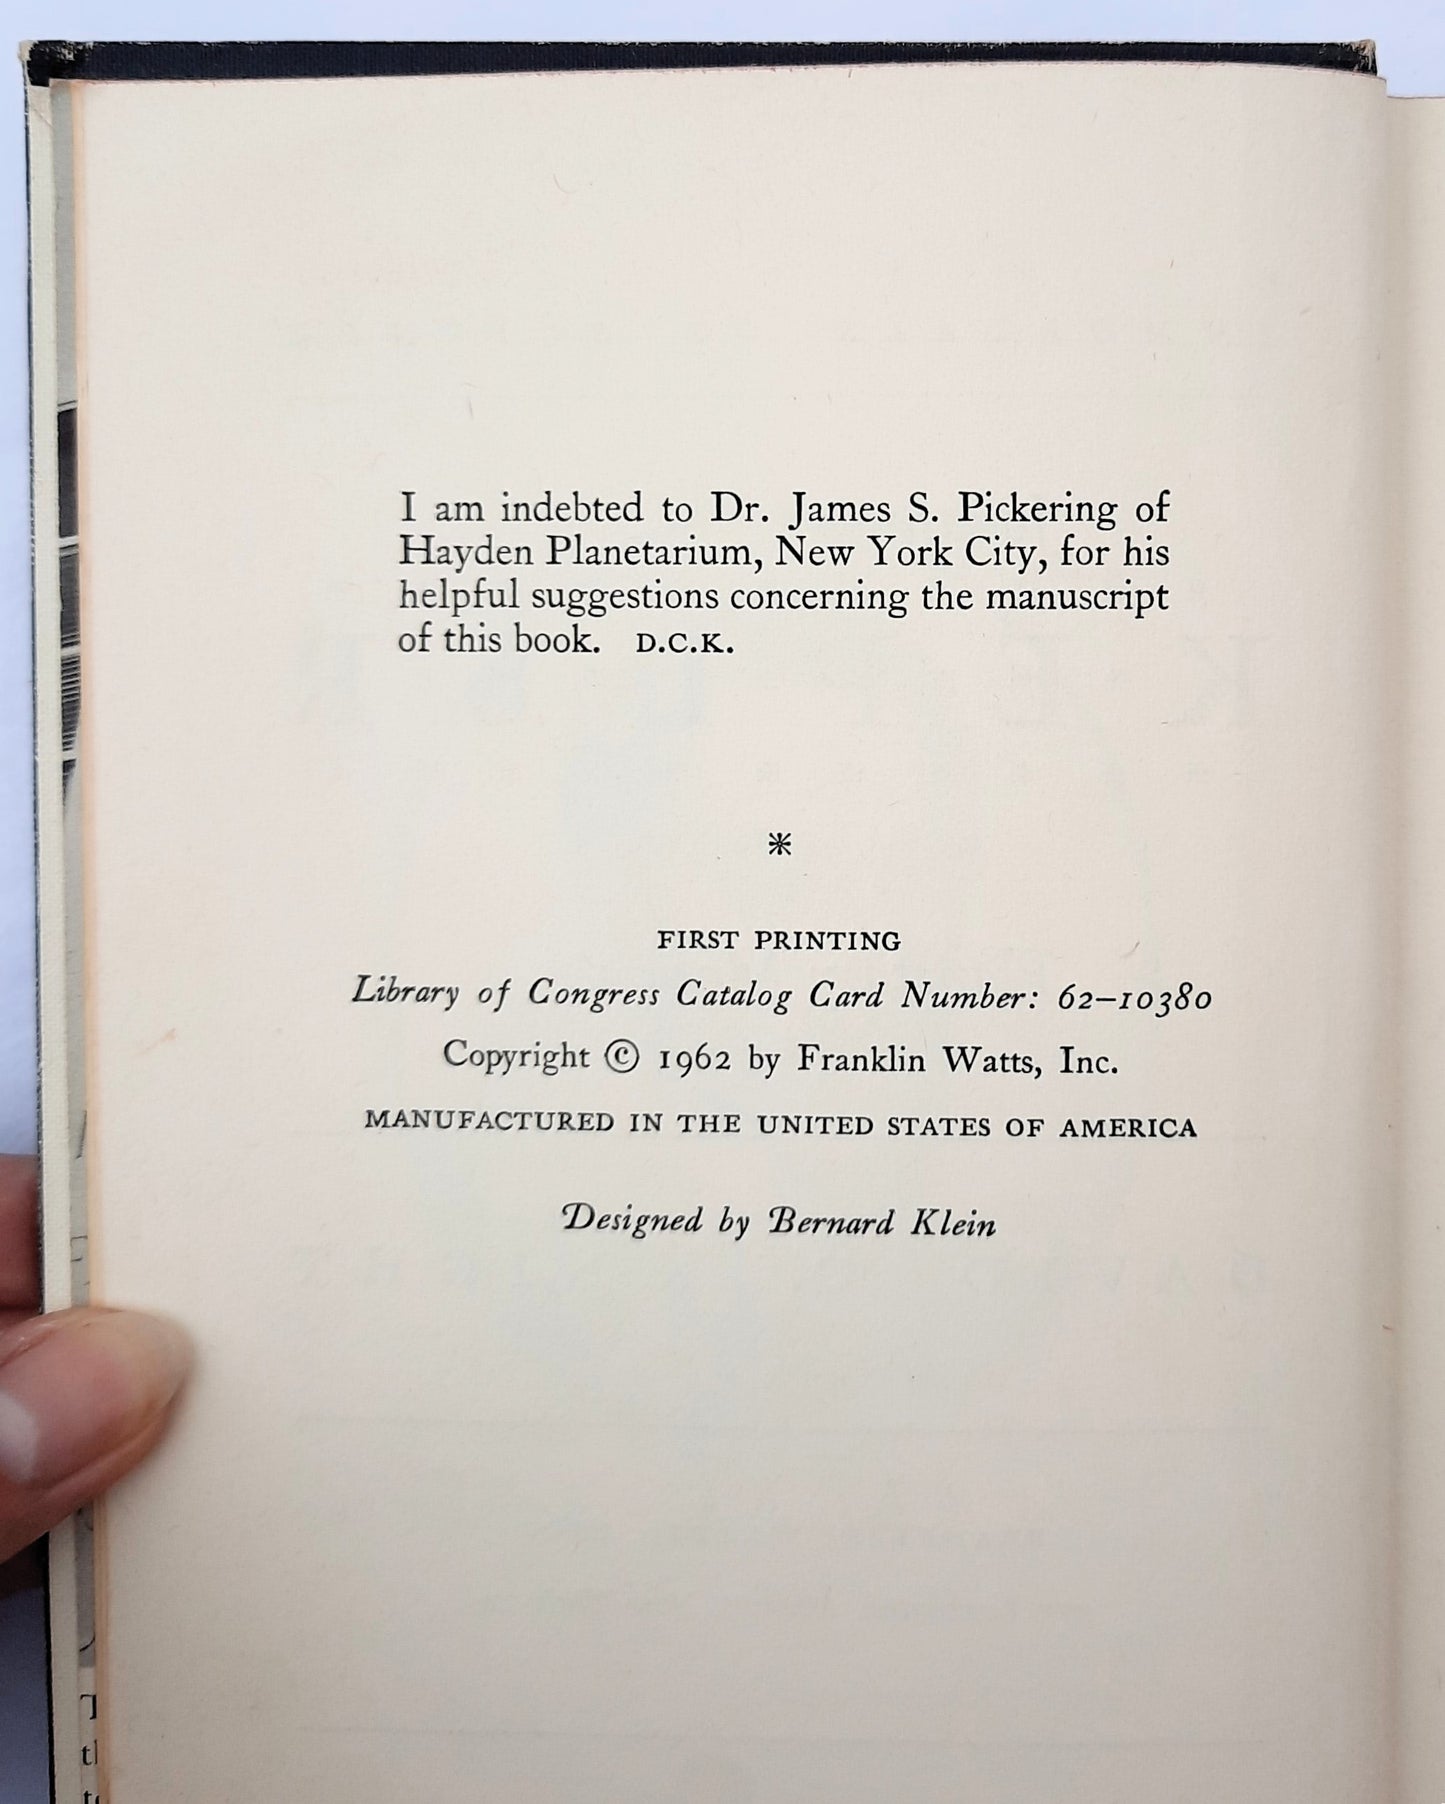 I am indebted to Dr. James S. Pickering of
Hayden Planetarium, New York City, for his
helpful suggestions concerning the manuscript
of this book. D.C.K.
*
FIRST PRINTING
Library of Congress Catalog Card Number: 62–10380
Copyright © 1962 by Franklin Watts, Inc.
MANUFACTURED IN THE UNITED STATES OF AMERICA
Designed by Bernard Klein